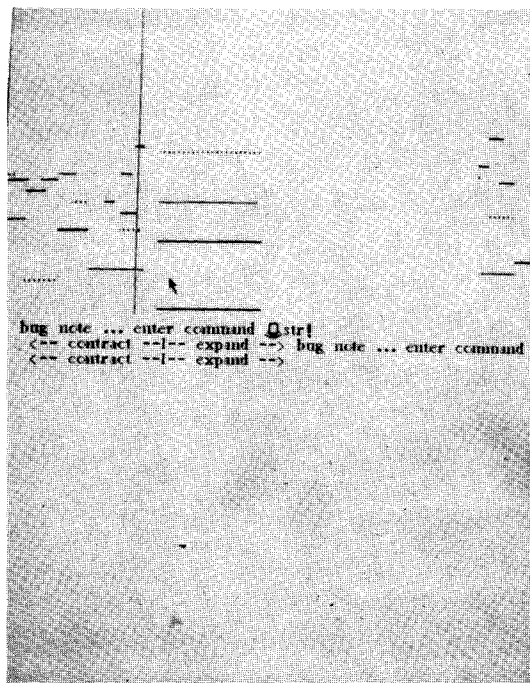 bug note ... enter command str!
<-- contract --|-- expand --> bug note ... enter command
<-- contract --|-- expand -->